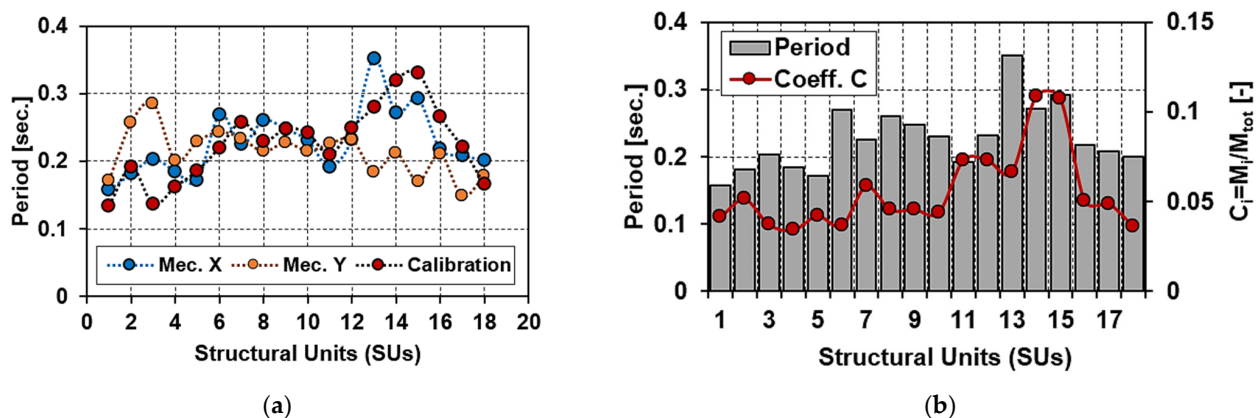 0.4
0.3
0.2
0.1
0
Period [sec.]
Mec. X
Mec. Y
Calibration
0 2 4 6 8 10 12 14 16 18 20
Structural Units (SUs)
(a)
0.4
0.3
0.2
0.1
0
Period [sec.]
Period
Coeff. C
0.15
0.1
0.05
0
Cᵢ=Mᵢ/Mₜₒₜ [-]
1 3 5 7 9 11 13 15 17
Structural Units (SUs)
(b)